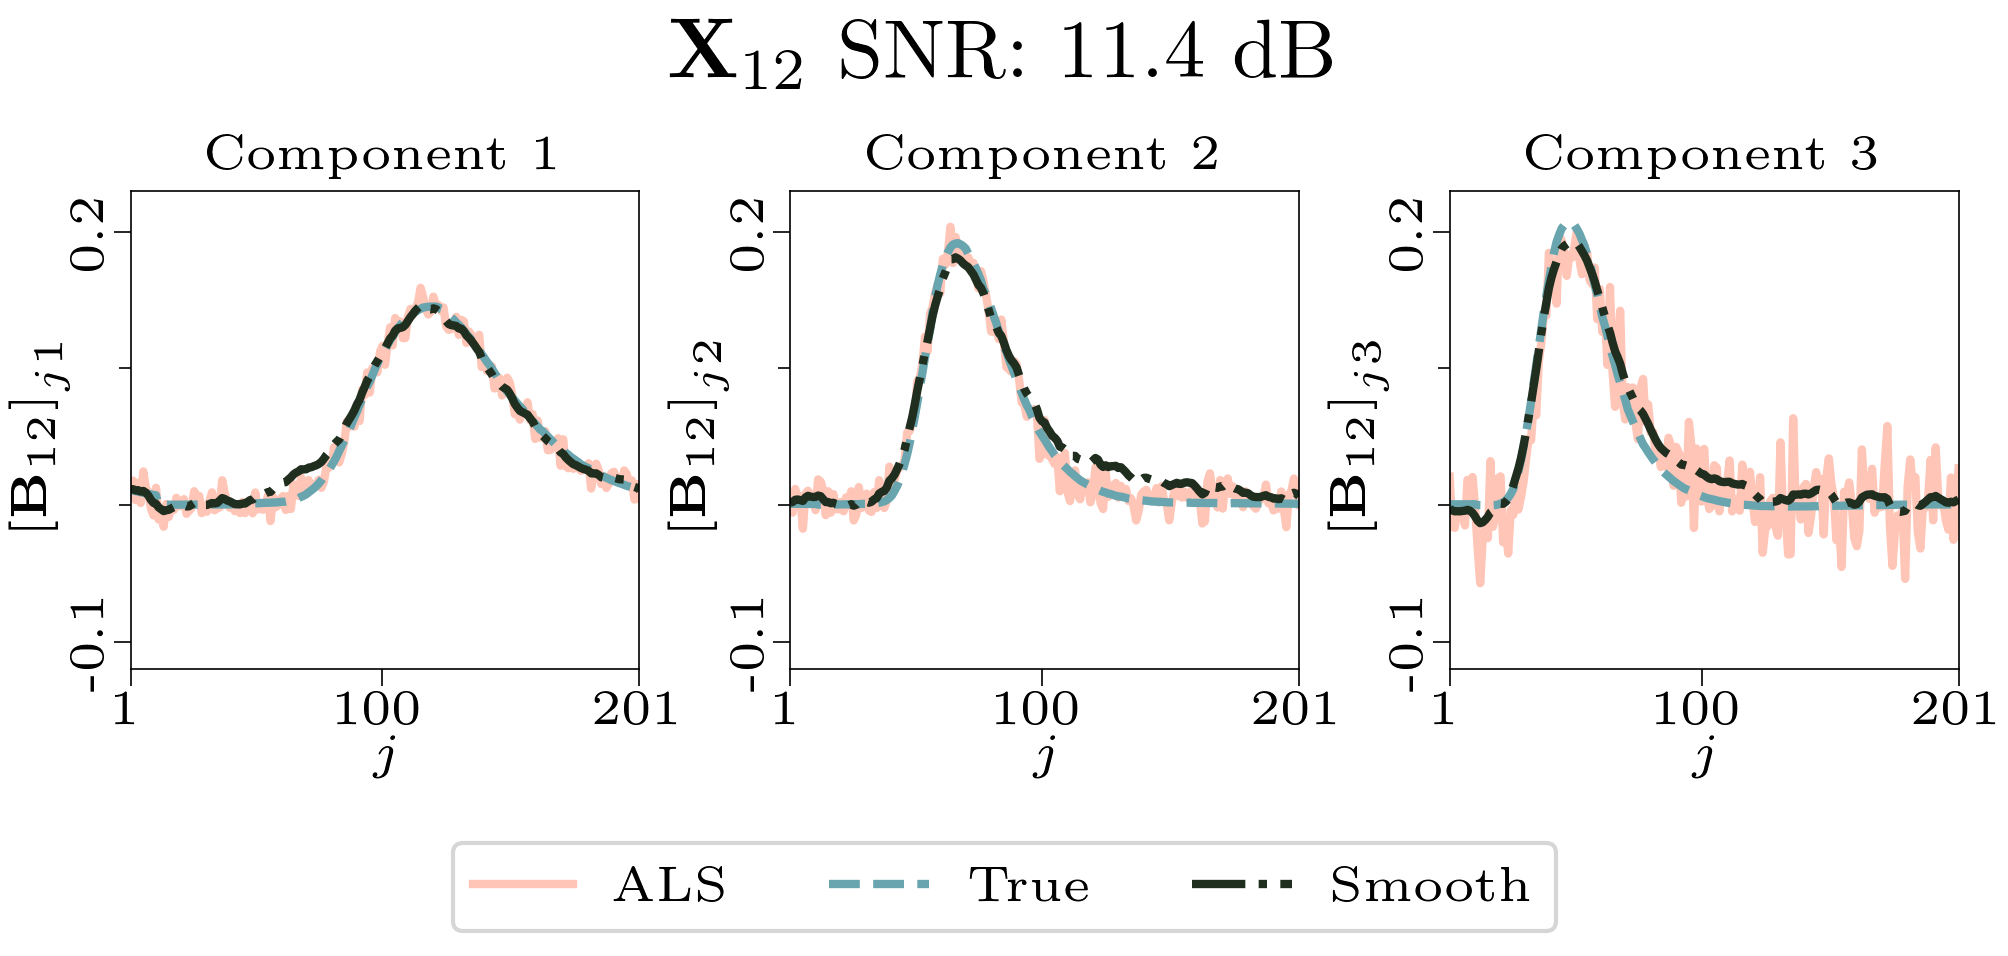 X12 SNR: 11.4 dB
Component 1
Component 2
Component 3
[B12]j1
0.2
-0.1
1
100
201
j
[B12]j2
0.2
-0.1
1
100
201
j
[B12]j3
0.2
-0.1
1
100
201
j
ALS
True
Smooth